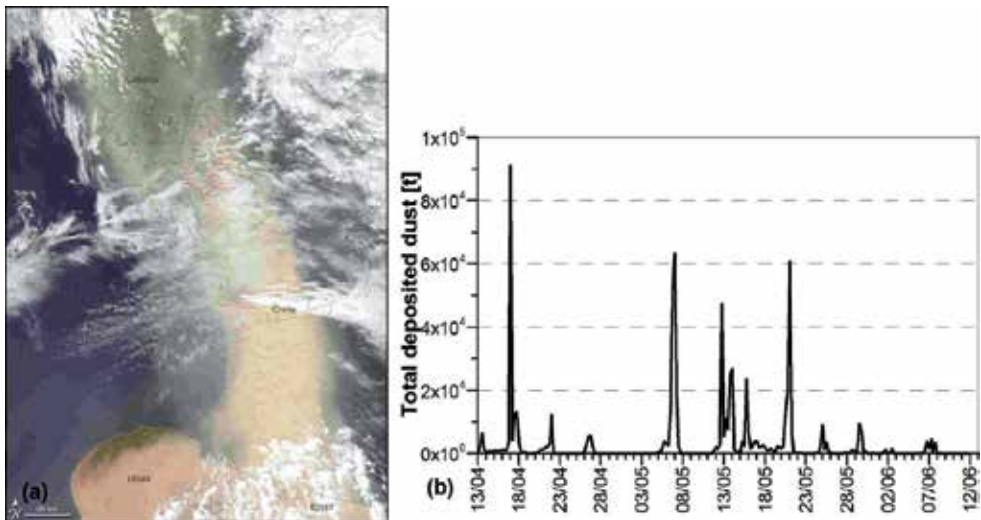 Crete
LIBYA
EGYPT
(a)
N
Total deposited dust [t]
1x10⁵
8x10⁴
6x10⁴
4x10⁴
2x10⁴
0x10⁰
(b)
13/04
18/04
23/04
28/04
03/05
08/05
13/05
18/05
23/05
28/05
02/06
07/06
12/06